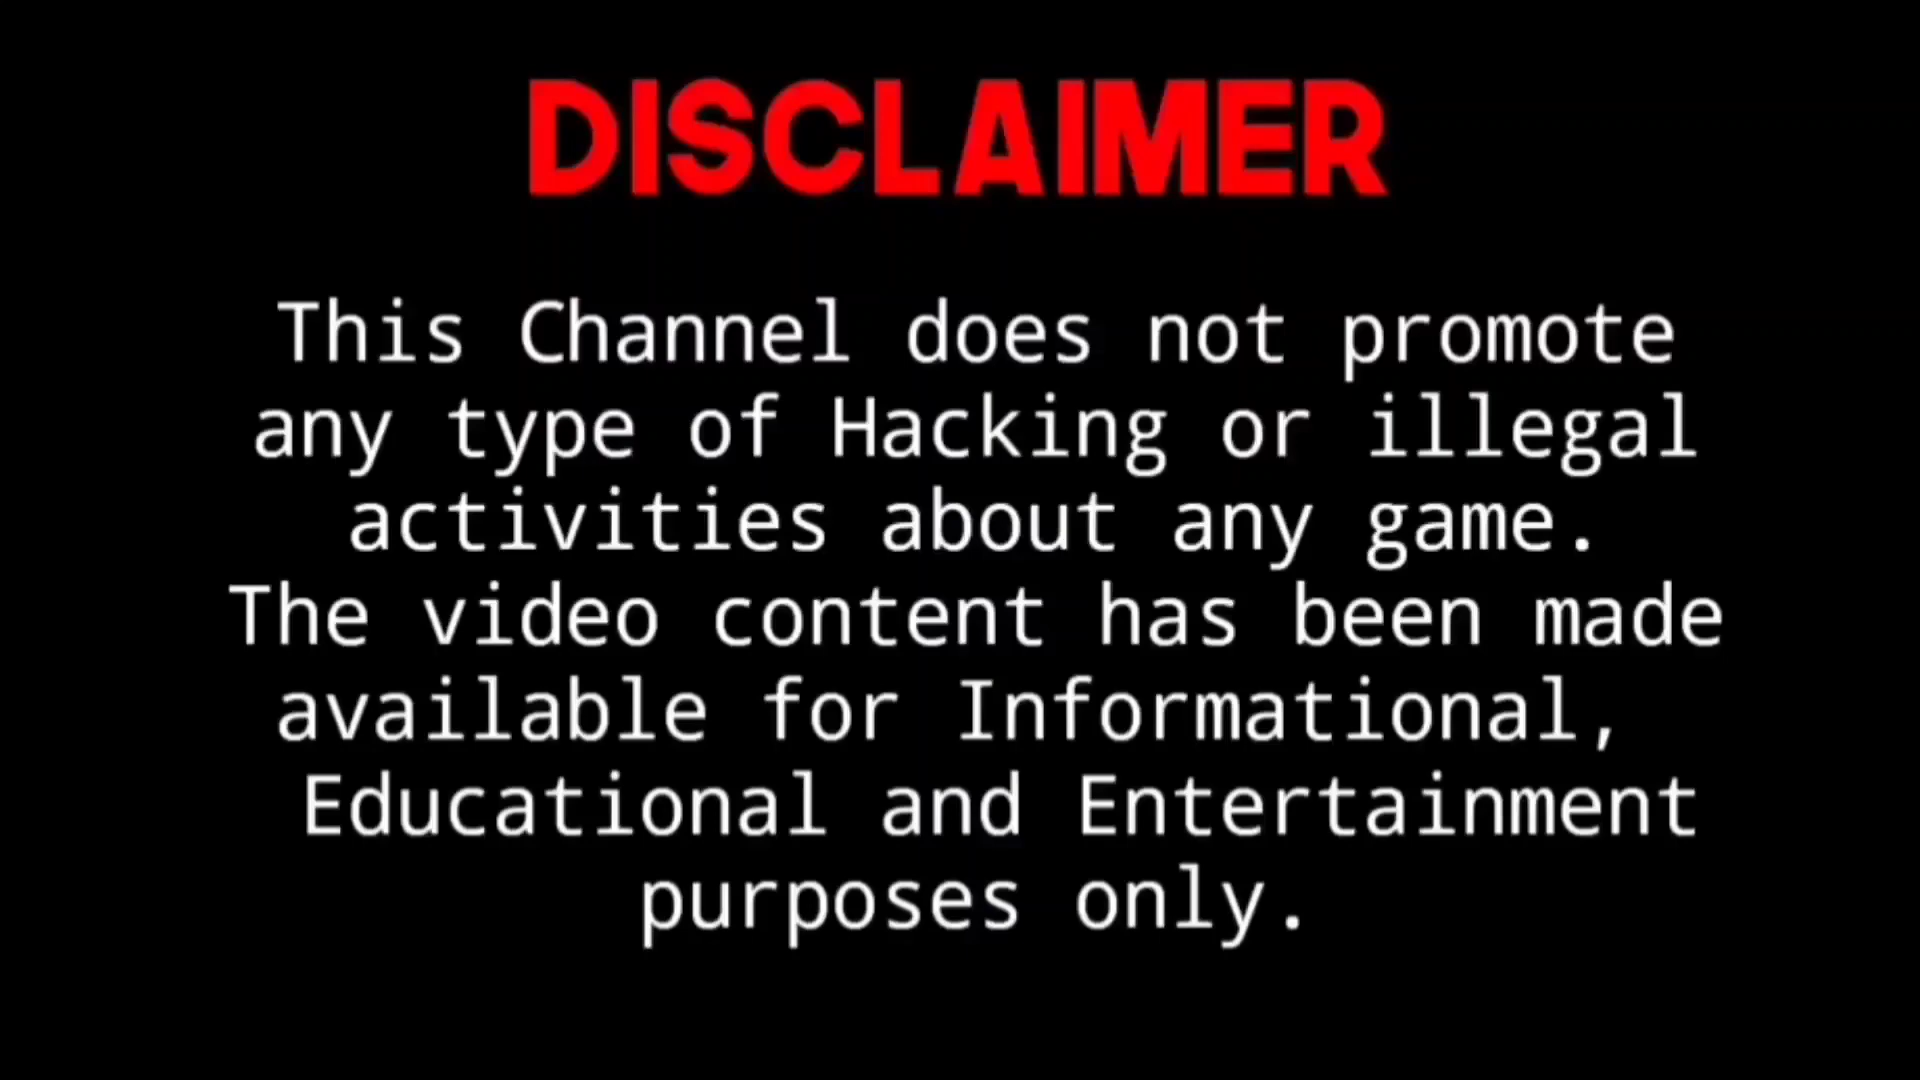 DISCLAIMER
This Channel does not promote
any type of Hacking or illegal
activities about any game.
The video content has been made
available for Informational,
Educational and Entertainment
purposes only.